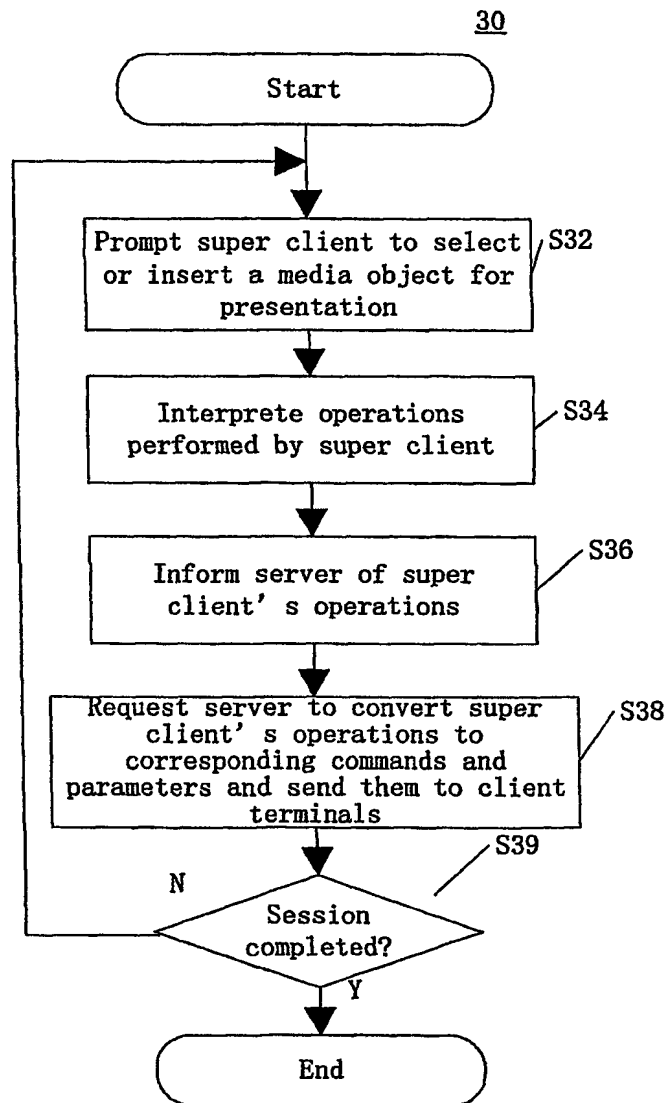 30
Start
Prompt super client to select
or insert a media object for
presentation
S32
Interprete operations
performed by super client
S34
Inform server of super
client' s operations
S36
Request server to convert super
client' s operations to
corresponding commands and
parameters and send them to client
terminals
S38
S39
N
Session
completed?
Y
End